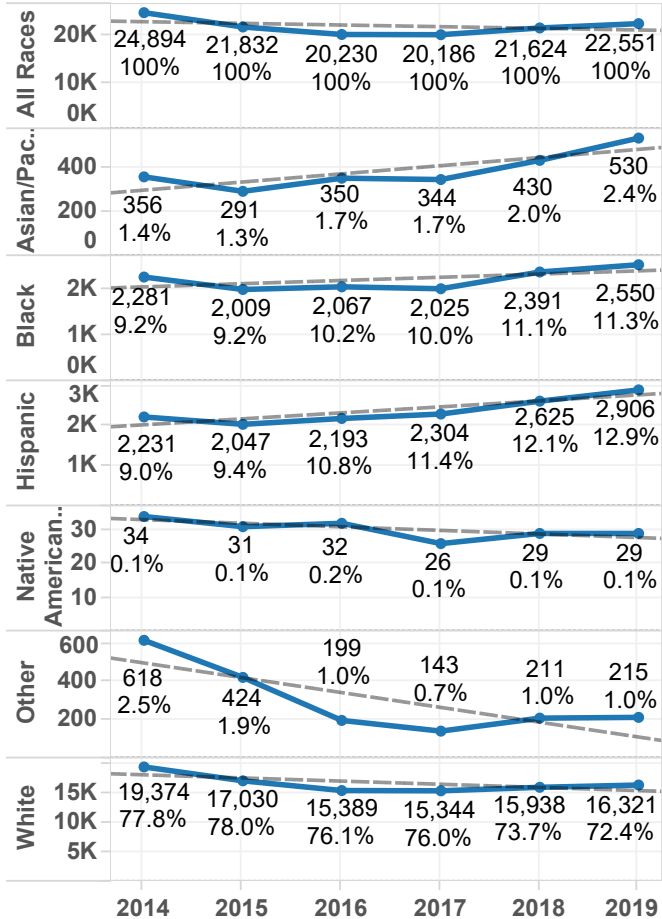 All Races
20K
10K
0K
24,894 21,832 20,230 20,186 21,624 22,551
100% 100% 100% 100% 100% 100%
Asian/Pac..
400
200
0
356 291 350 344 430 530
1.4% 1.3% 1.7% 1.7% 2.0% 2.4%
Black
2K
1K
0K
2,281 2,009 2,067 2,025 2,391 2,550
9.2% 9.2% 10.2% 10.0% 11.1% 11.3%
Hispanic
3K
2K
1K
2,231 2,047 2,193 2,304 2,625 2,906
9.0% 9.4% 10.8% 11.4% 12.1% 12.9%
Native
American..
30
20
10
34 31 32 26 29 29
0.1% 0.1% 0.2% 0.1% 0.1% 0.1%
Other
600
400
200
618 424 199 143 211 215
2.5% 1.9% 1.0% 0.7% 1.0% 1.0%
White
15K
10K
5K
19,374 17,030 15,389 15,344 15,938 16,321
77.8% 78.0% 76.1% 76.0% 73.7% 72.4%
2014 2015 2016 2017 2018 2019